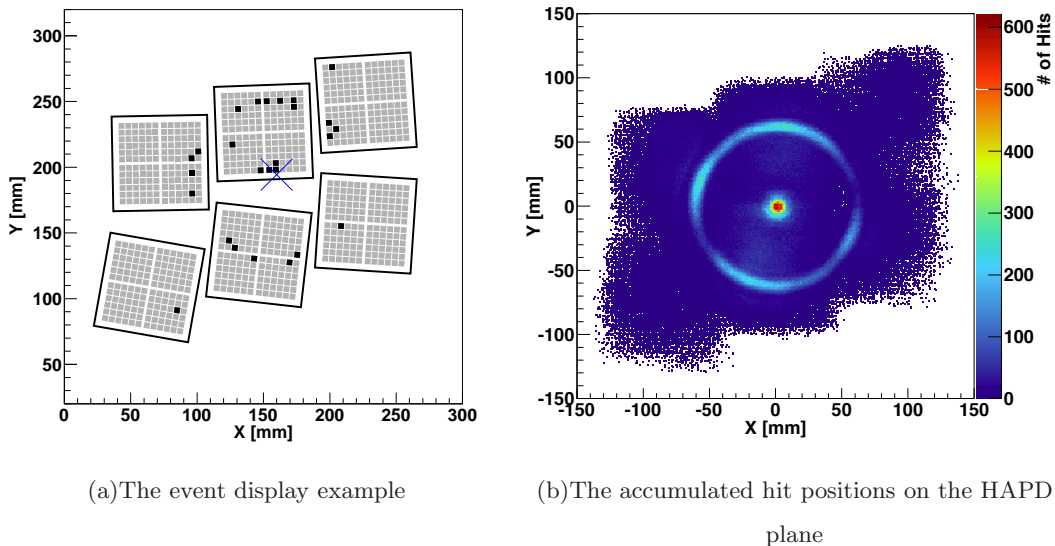 300
250
200
150
100
50
Y [mm]
0 50 100 150 200 250 300
X [mm]
150
100
50
0
-50
-100
-150
Y [mm]
-150 -100 -50 0 50 100 150
X [mm]
600
500
400
300
200
100
0
# of Hits
(a)The event display example
(b)The accumulated hit positions on the HAPD
plane